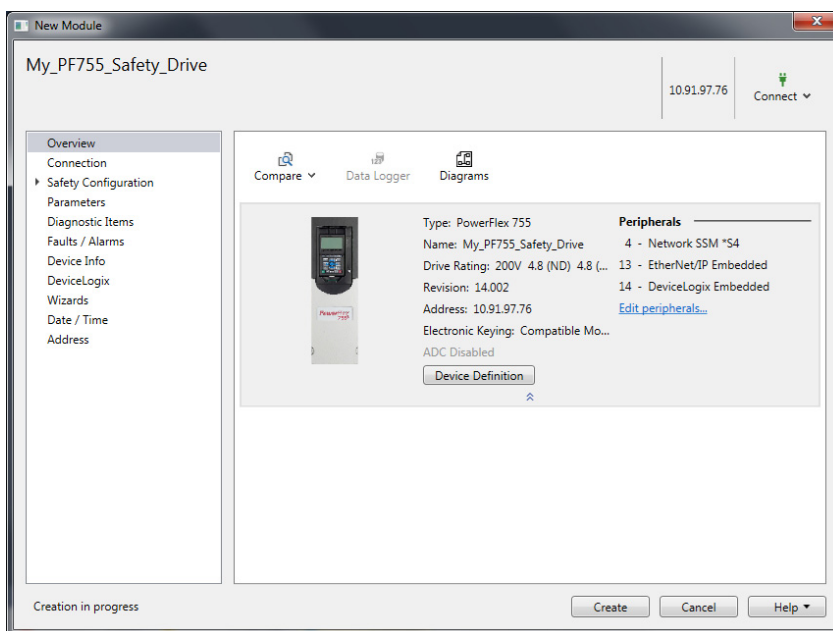 New Module
My_PF755_Safety_Drive
10.91.97.76
Connect
Overview
Connection
Safety Configuration
Parameters
Diagnostic Items
Faults / Alarms
Device Info
DeviceLogix
Wizards
Date / Time
Address
Compare
Data Logger
Diagrams
Type: PowerFlex 755
Name: My_PF755_Safety_Drive
Drive Rating: 200V 4.8 (ND) 4.8 (...
Revision: 14.002
Address: 10.91.97.76
Electronic Keying: Compatible Mo...
ADC Disabled
Device Definition
Peripherals
4 - Network SSM *S4
13 - EtherNet/IP Embedded
14 - DeviceLogix Embedded
Edit peripherals...
Creation in progress
Create
Cancel
Help